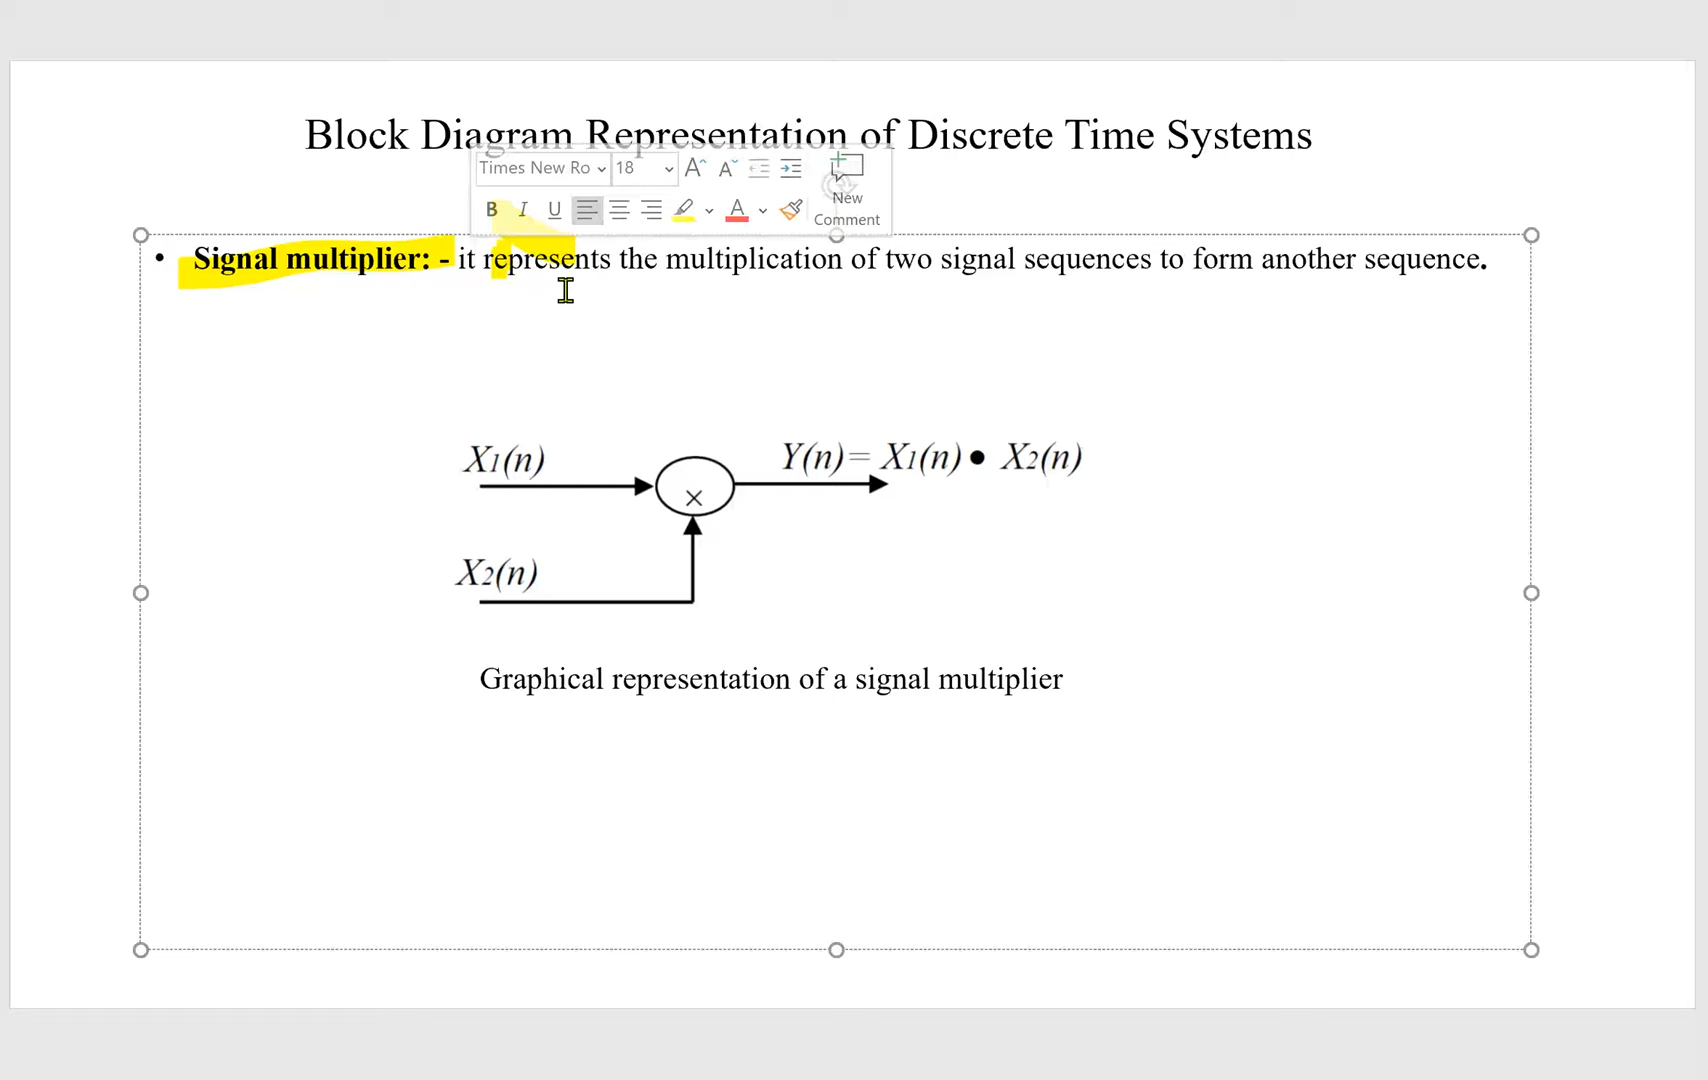 Block Diagram Representation of Discrete Time Systems
Times New Ro 18 A A New
B I U A Comment
• Signal multiplier: - it represents the multiplication of two signal sequences to form another sequence.
X1(n) Y(n)= X1(n) • X2(n)
×
X2(n)
Graphical representation of a signal multiplier